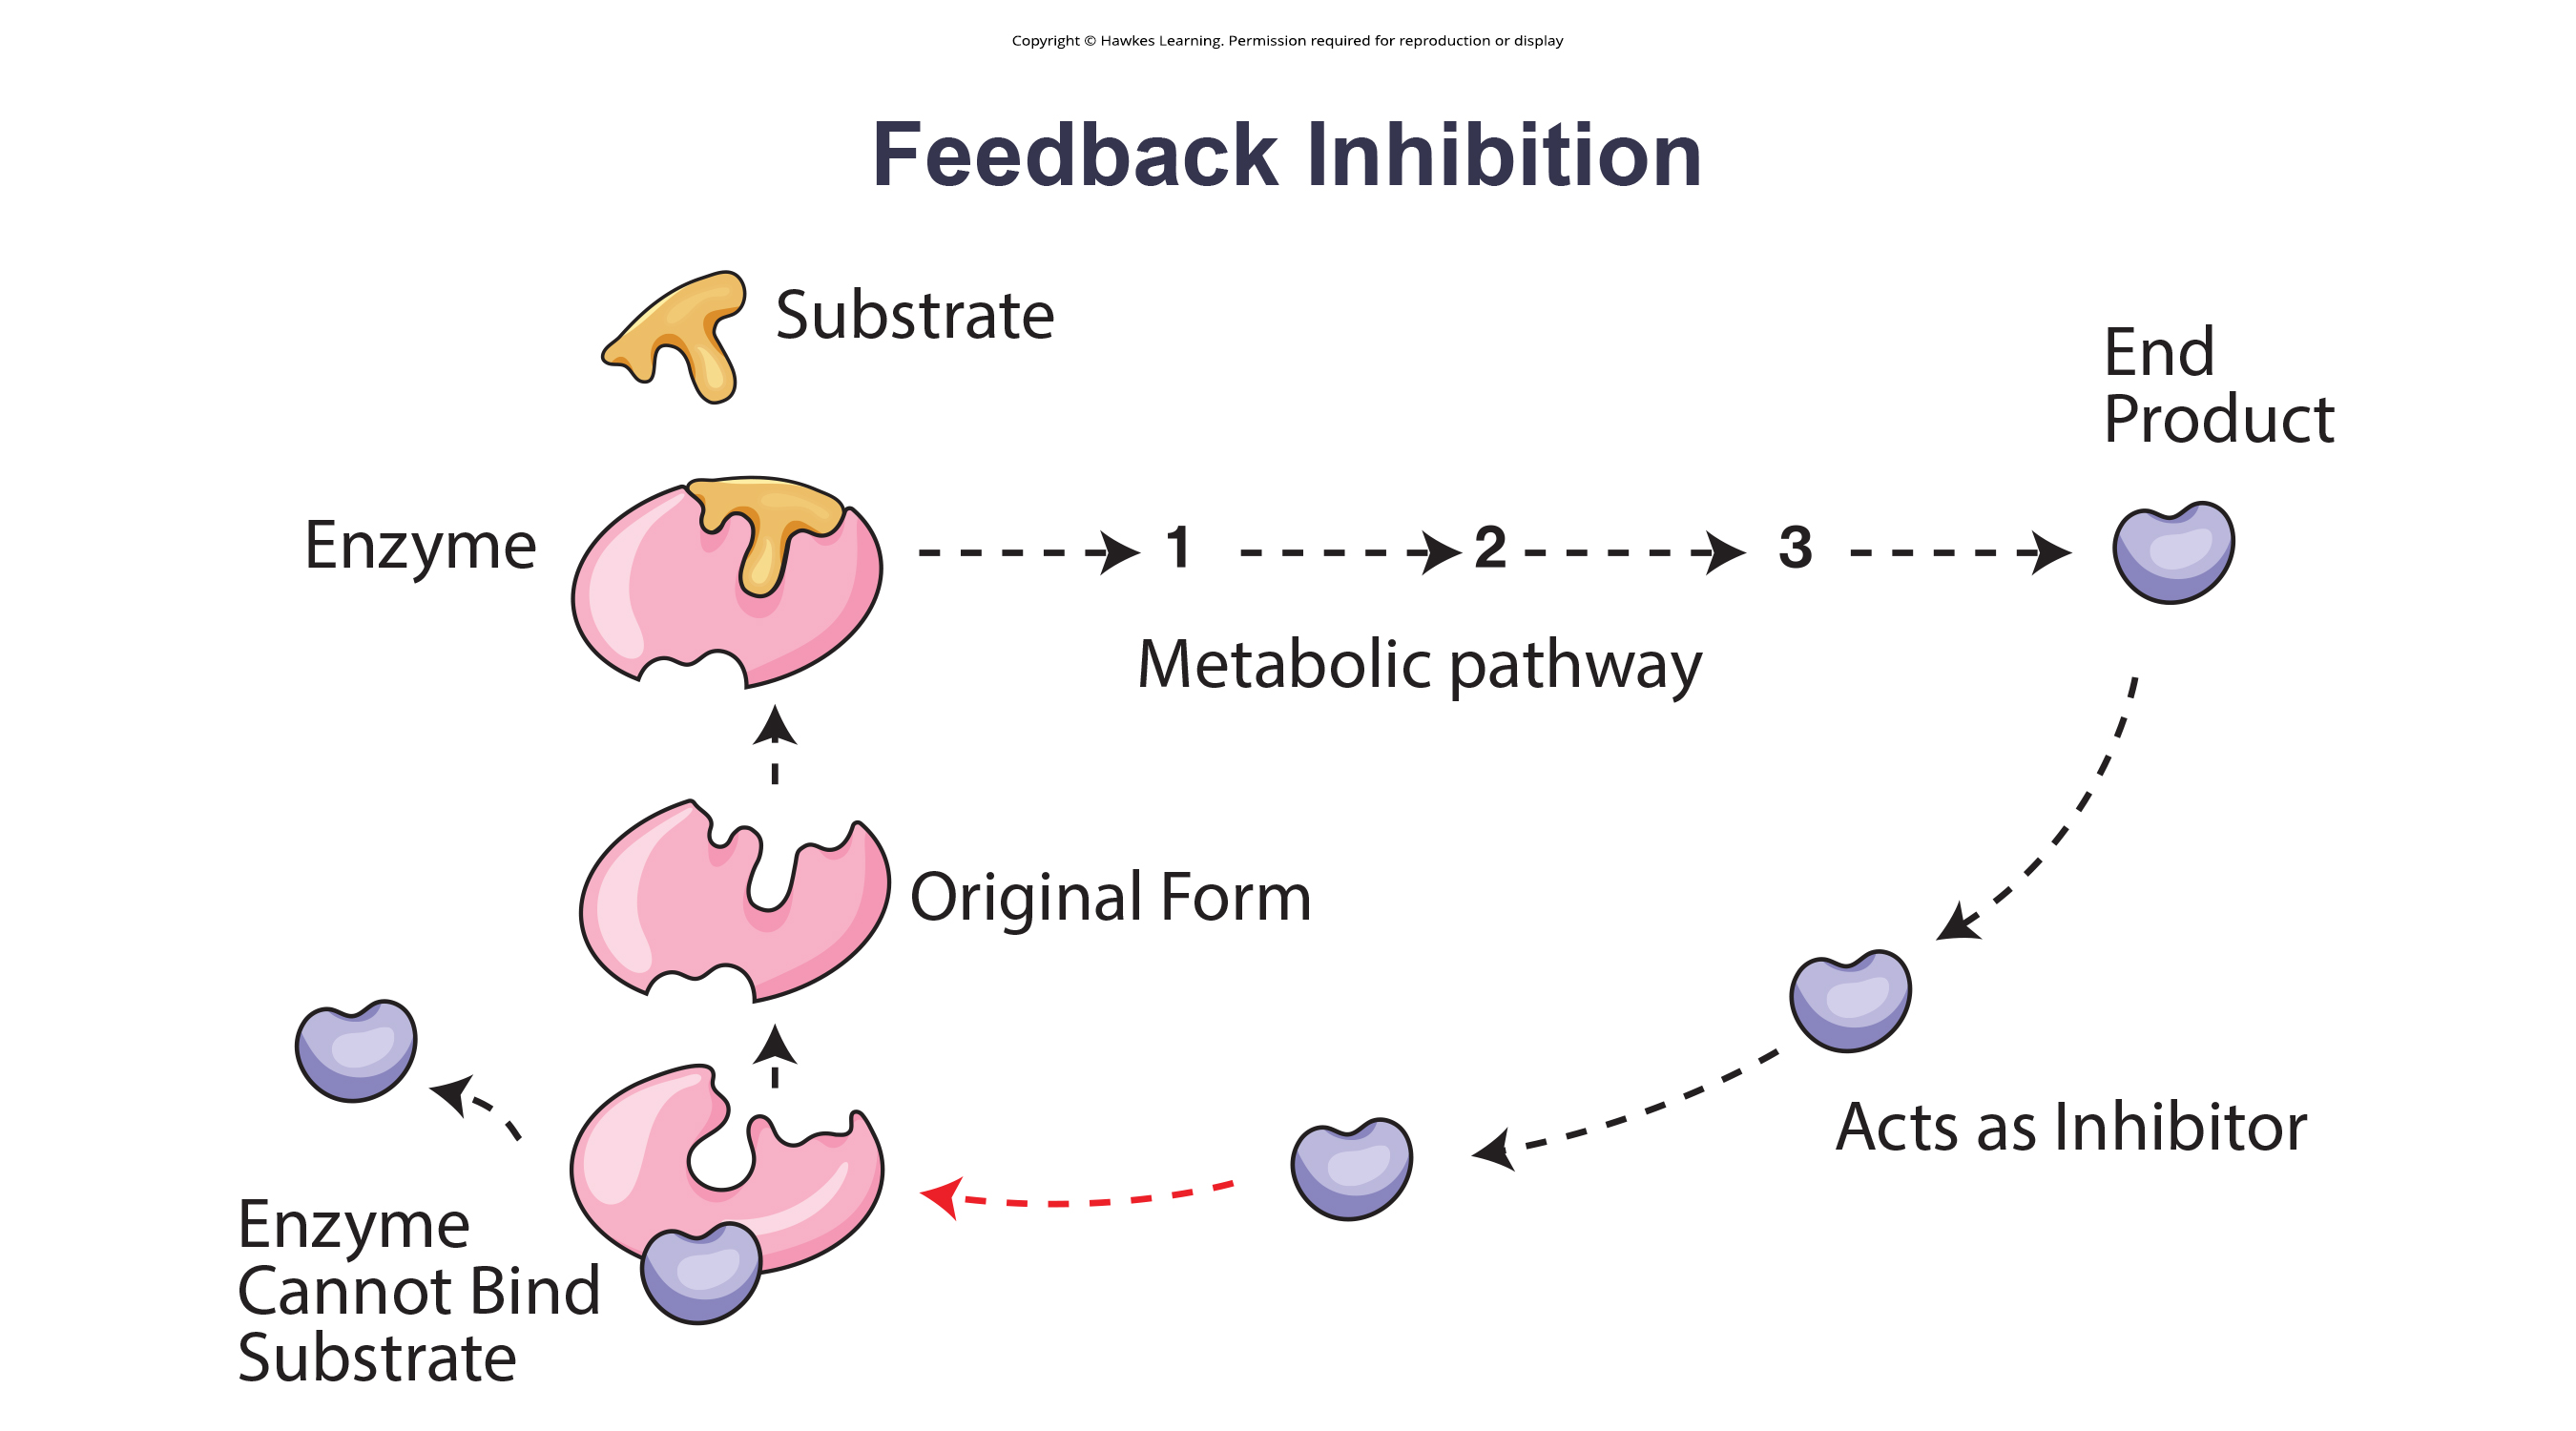 Copyright © Hawkes Learning. Permission required for reproduction or display
Feedback Inhibition
Substrate
End
Product
Enzyme
1
2
3
Metabolic pathway
Original Form
Acts as Inhibitor
Enzyme
Cannot Bind
Substrate